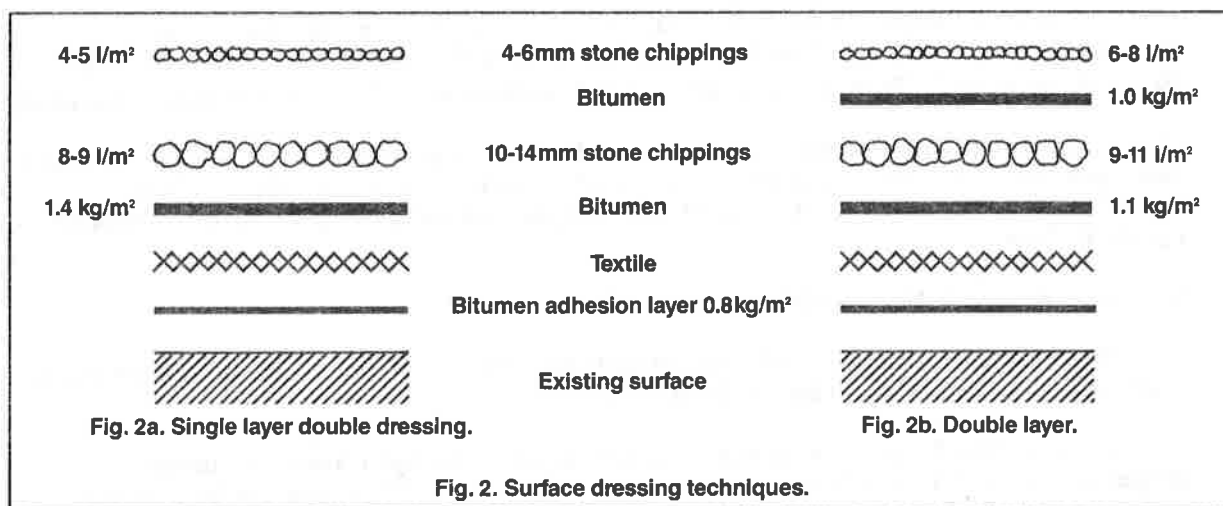 4-5 l/m² 4-6mm stone chippings 6-8 l/m²
Bitumen 1.0 kg/m²
8-9 l/m² 10-14mm stone chippings 9-11 l/m²
1.4 kg/m² Bitumen 1.1 kg/m²
Textile
Bitumen adhesion layer 0.8kg/m²
Existing surface
Fig. 2a. Single layer double dressing. Fig. 2b. Double layer.
Fig. 2. Surface dressing techniques.